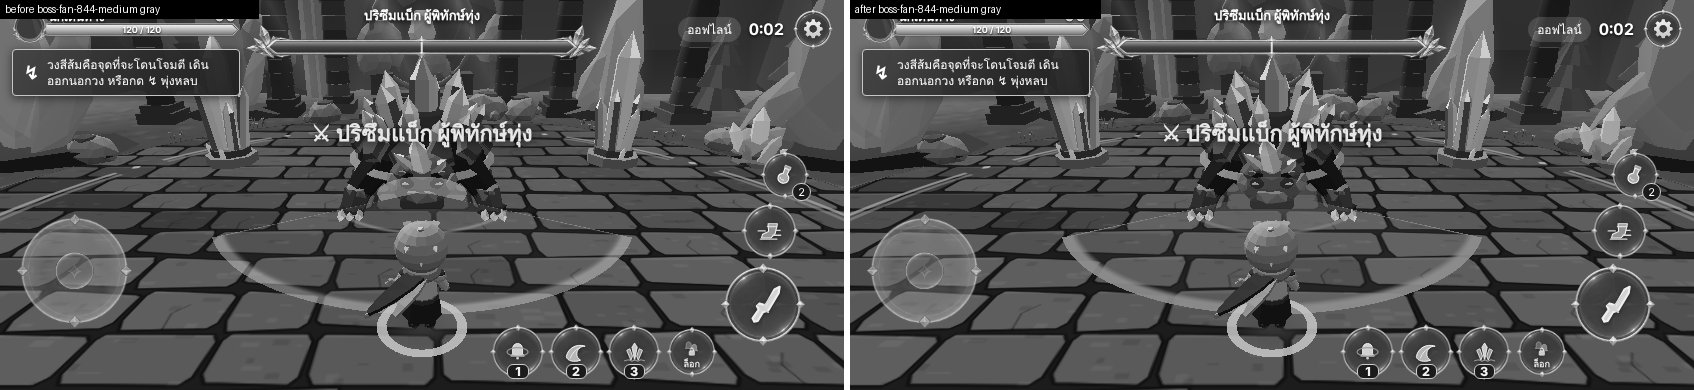 before boss-fan-844-medium gray
120 / 120
ปริซึมแบ็ก ผู้พิทักษ์ทุ่ง
ออฟไลน์ 0:02
วงสีส้มคือจุดที่จะโดนโจมตี เดิน
ออกนอกวง หรือกด ↯ พุ่งหลบ
⚔ ปริซึมแบ็ก ผู้พิทักษ์ทุ่ง
2
1 2 3 ล็อก
after boss-fan-844-medium gray
120 / 120
ปริซึมแบ็ก ผู้พิทักษ์ทุ่ง
ออฟไลน์ 0:02
วงสีส้มคือจุดที่จะโดนโจมตี เดิน
ออกนอกวง หรือกด ↯ พุ่งหลบ
⚔ ปริซึมแบ็ก ผู้พิทักษ์ทุ่ง
2
1 2 3 ล็อก